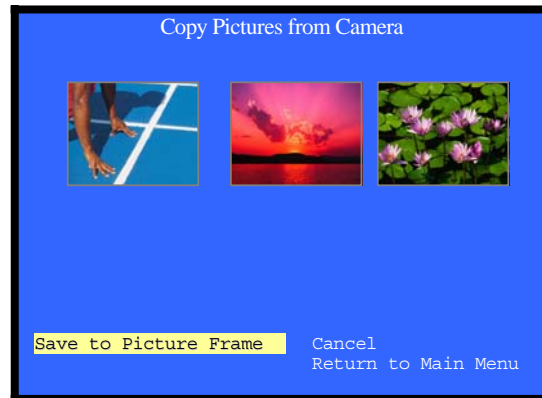 Copy Pictures from Camera
Save to Picture Frame
Cancel
Return to Main Menu